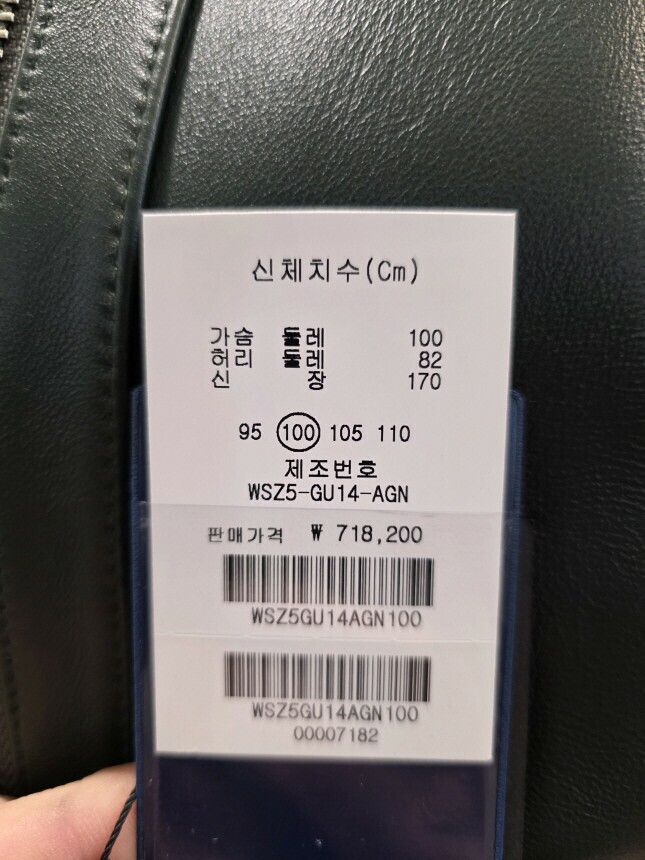 신체치수(Cm)
가슴 둘레 100
허리 둘레 82
신 장 170
95 100 105 110
제조번호
WSZ5-GU14-AGN
판매가격 ₩ 718,200
WSZ5GU14AGN100
WSZ5GU14AGN100
00007182